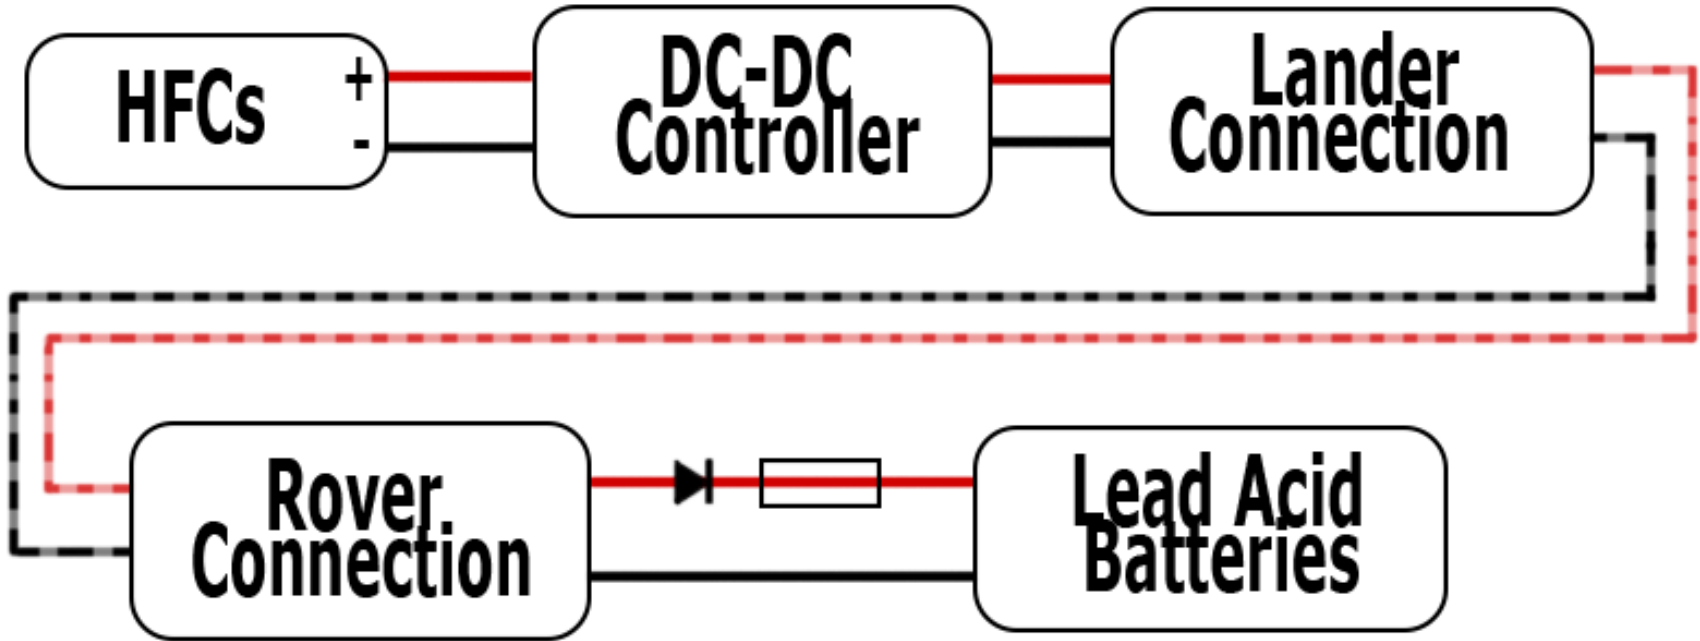 HFCs
+
-
DC-DC
Controller
Lander
Connection
Rover
Connection
Lead Acid
Batteries